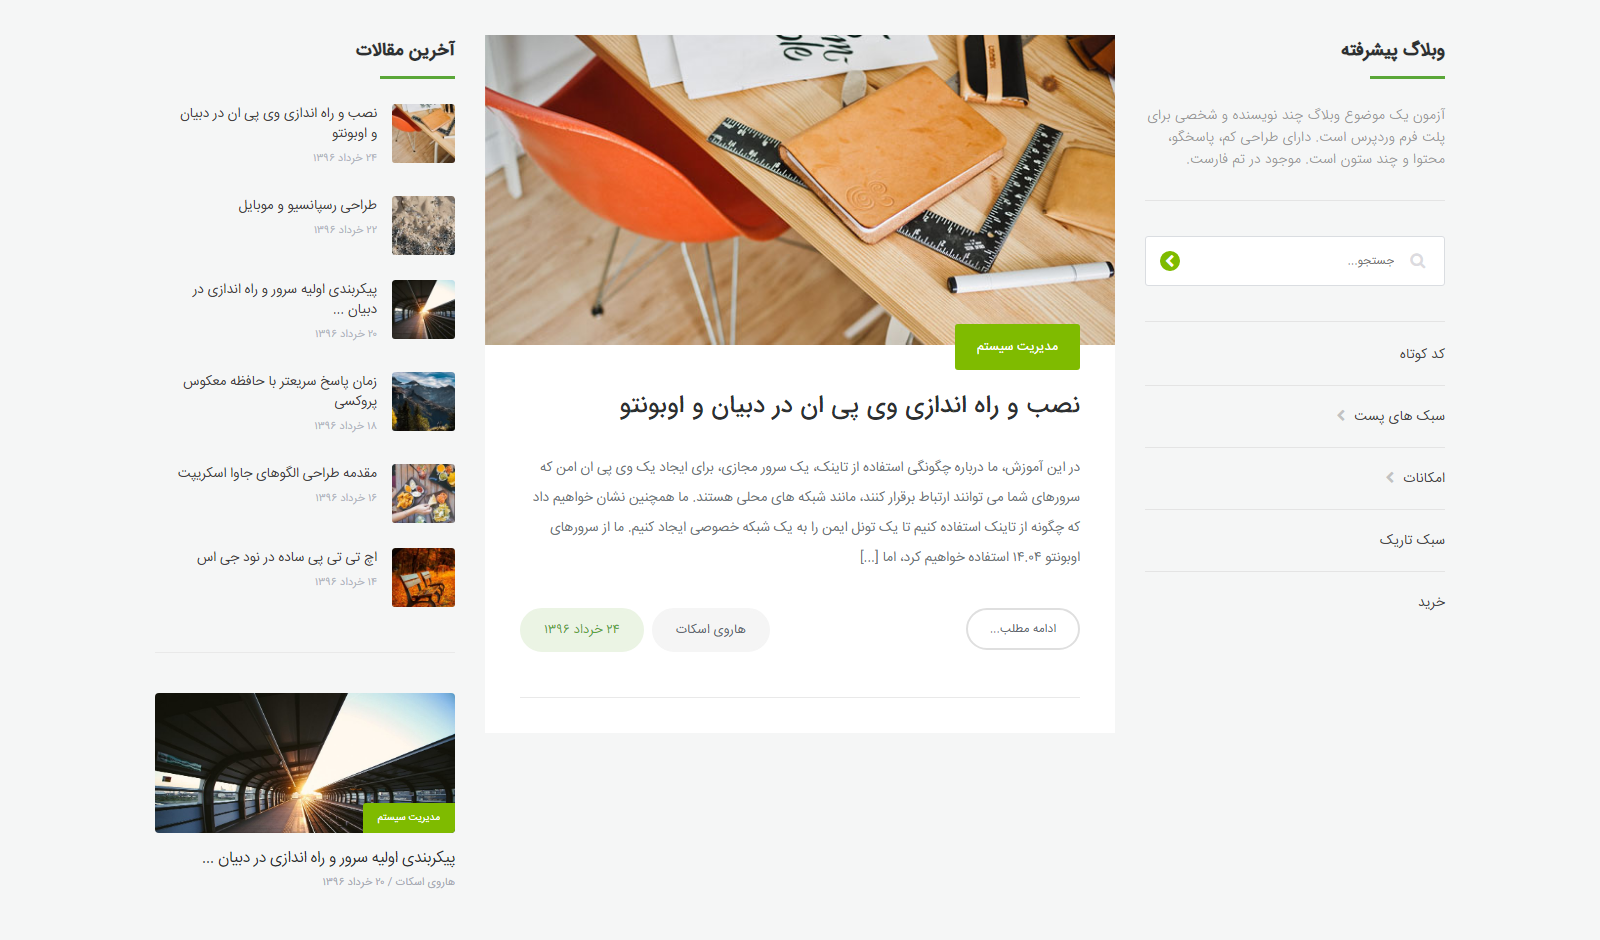 وبلاگ پیشرفته
آزمون یک موضوع وبلاگ چند نویسنده و شخصی برای
پلت فرم وردپرس است. دارای طراحی کم، پاسخگو،
محتوا و چند ستون است. موجود در تم فارست.
جستجو...
کد کوتاه
سبک های پست
امکانات
سبک تاریک
خرید
مدیریت سیستم
نصب و راه اندازی وی پی ان در دبیان و اوبونتو
در این آموزش، ما درباره چگونگی استفاده از تاینک، یک سرور مجازی، برای ایجاد یک وی پی ان امن که
سرورهای شما می توانند ارتباط برقرار کنند، مانند شبکه های محلی هستند. ما همچنین نشان خواهیم داد
که چگونه از تاینک استفاده کنیم تا یک تونل ایمن را به یک شبکه خصوصی ایجاد کنیم. ما از سرورهای
اوبونتو ۱۴.۰۴ استفاده خواهیم کرد، اما [...]
ادامه مطلب...
هاروی اسکات
۲۴ خرداد ۱۳۹۶
آخرین مقالات
نصب و راه اندازی وی پی ان در دبیان
و اوبونتو
۲۴ خرداد ۱۳۹۶
طراحی رسپانسیو و موبایل
۲۲ خرداد ۱۳۹۶
پیکربندی اولیه سرور و راه اندازی در
دبیان ...
۲۰ خرداد ۱۳۹۶
زمان پاسخ سریعتر با حافظه معکوس
پروکسی
۱۸ خرداد ۱۳۹۶
مقدمه طراحی الگوهای جاوا اسکریپت
۱۶ خرداد ۱۳۹۶
اچ تی تی پی ساده در نود جی اس
۱۴ خرداد ۱۳۹۶
مدیریت سیستم
پیکربندی اولیه سرور و راه اندازی در دبیان ...
هاروی اسکات / ۲۰ خرداد ۱۳۹۶